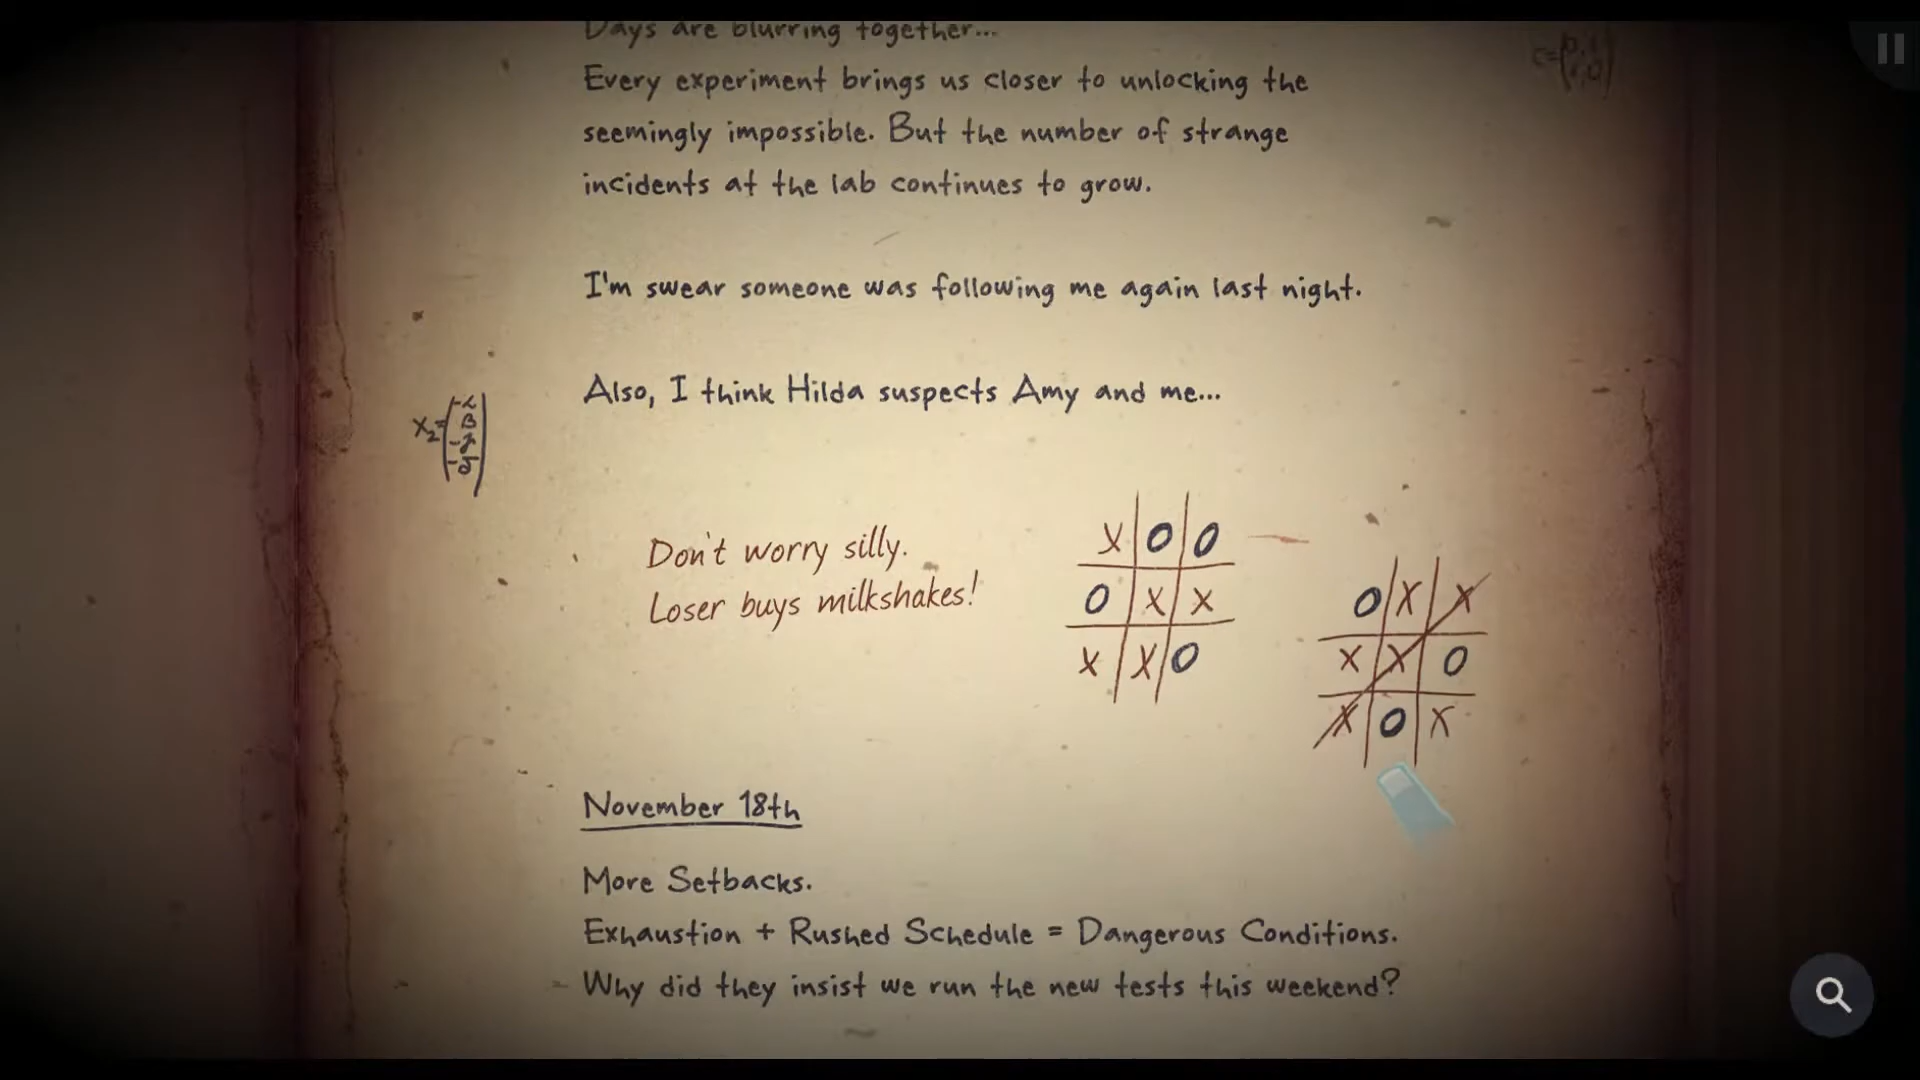 Days are blurring together...
Every experiment brings us closer to unlocking the
seemingly impossible. But the number of strange
incidents at the lab continues to grow.
I'm swear someone was following me again last night.
Also, I think Hilda suspects Amy and me...
Don't worry silly.
Loser buys milkshakes!
X O O
O X X
X X O
O X X
X X O
X O X
November 18th
More Setbacks.
Exhaustion + Rushed Schedule = Dangerous Conditions.
Why did they insist we run the new tests this weekend?